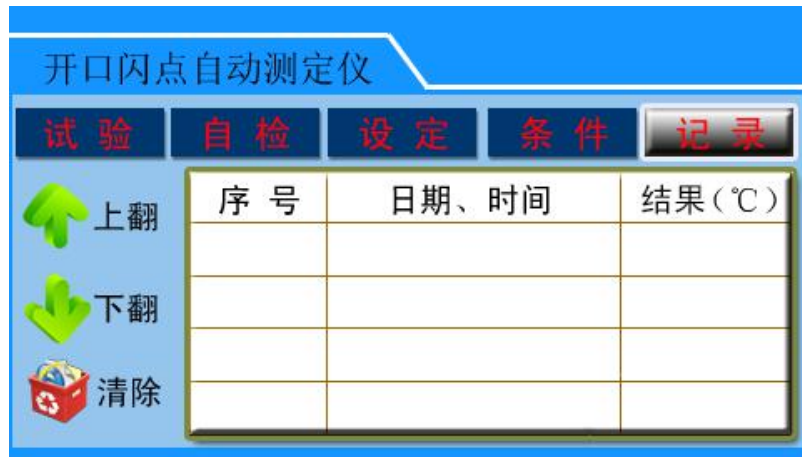 开口闪点自动测定仪
试 验 自 检 设 定 条 件 记 录
序 号 日期、时间 结果(℃)
上翻
下翻
清除